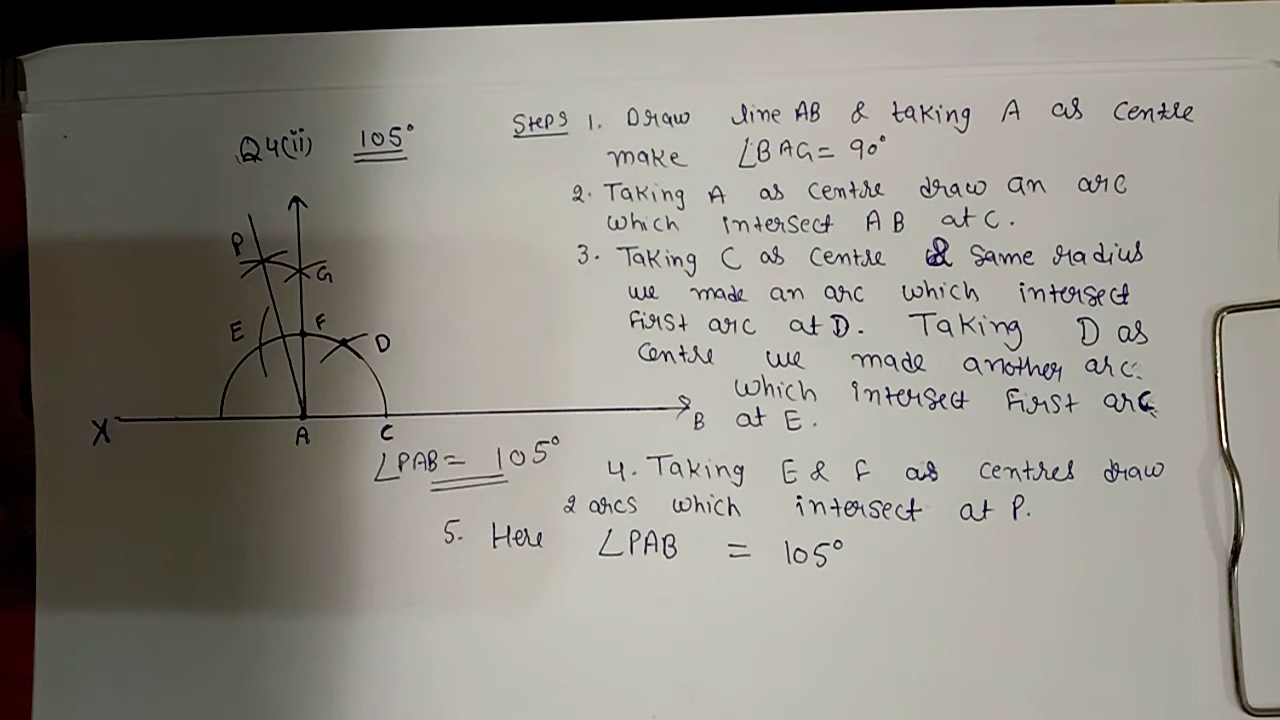 Q4(ii) 105°
Steps 1. Draw line AB & taking A as centre
make ∠BAG = 90°
2. Taking A as centre draw an arc
which intersect AB at C.
3. Taking C as centre & same radius
we made an arc which intersect
first arc at D. Taking D as
centre we made another arc
which intersect first arc
at E.
4. Taking E & F as centres draw
2 arcs which intersect at P.
5. Here ∠PAB = 105°
P
G
E
F
D
X
A
C
B
∠PAB = 105°